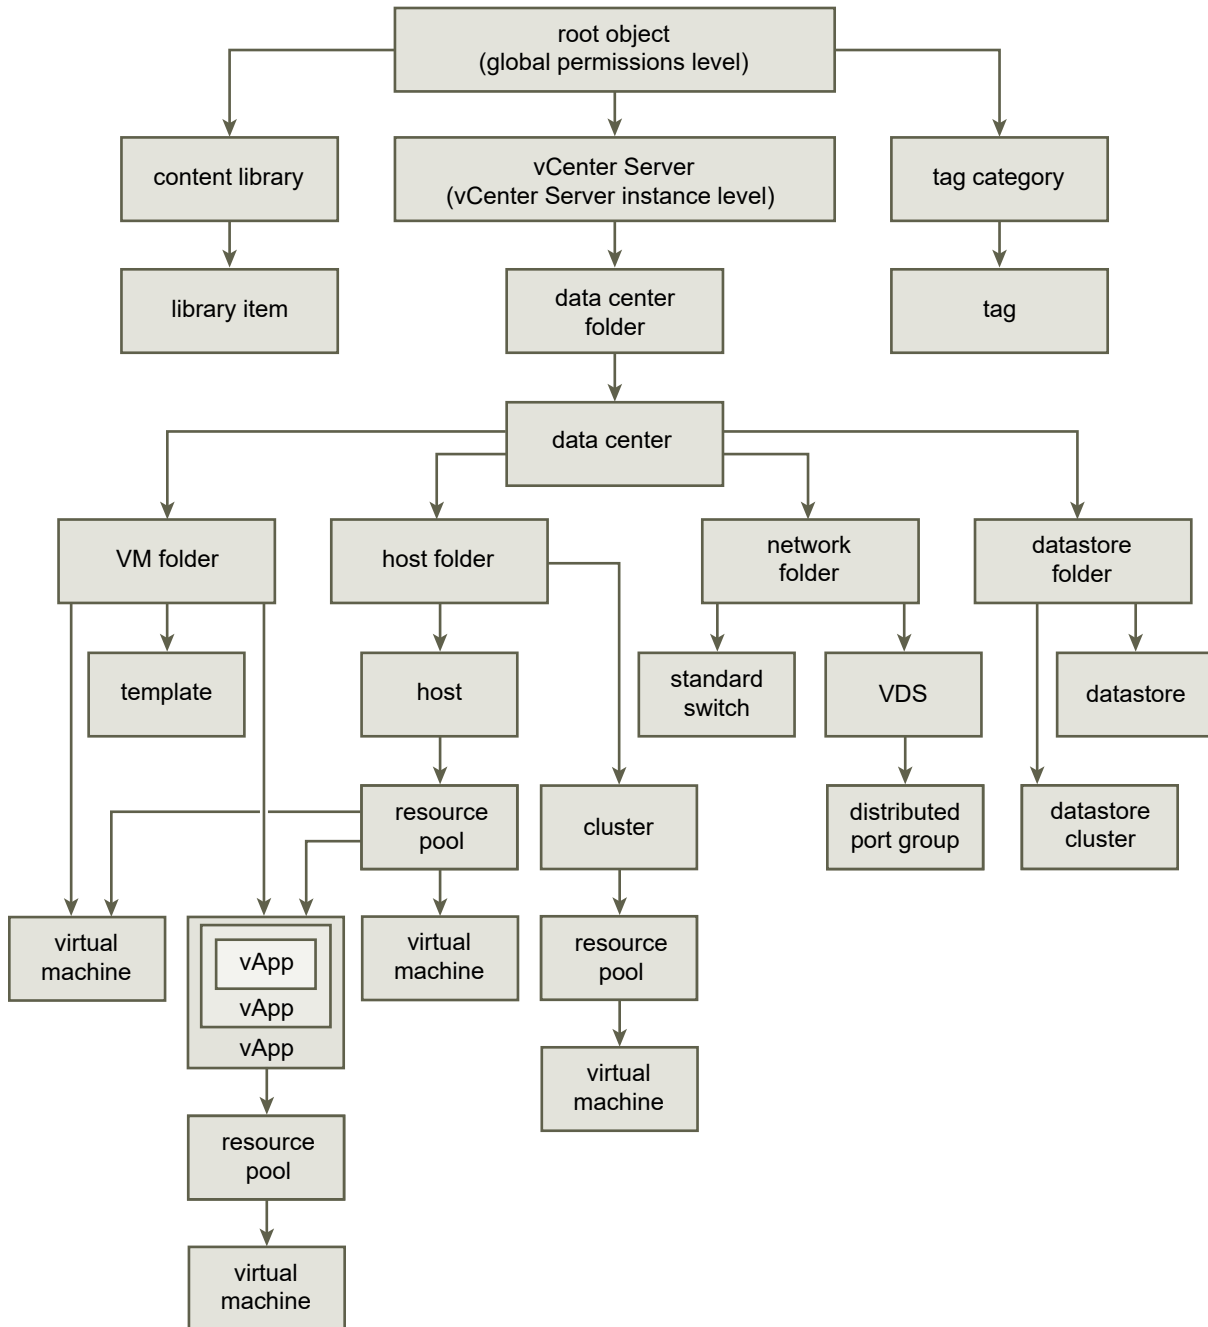 root object
(global permissions level)
content library
vCenter Server
(vCenter Server instance level)
tag category
library item
data center
folder
tag
data center
VM folder
host folder
network
folder
datastore
folder
template
host
standard
switch
VDS
datastore
resource
pool
cluster
distributed
port group
datastore
cluster
virtual
machine
vApp
vApp
vApp
virtual
machine
resource
pool
virtual
machine
resource
pool
virtual
machine